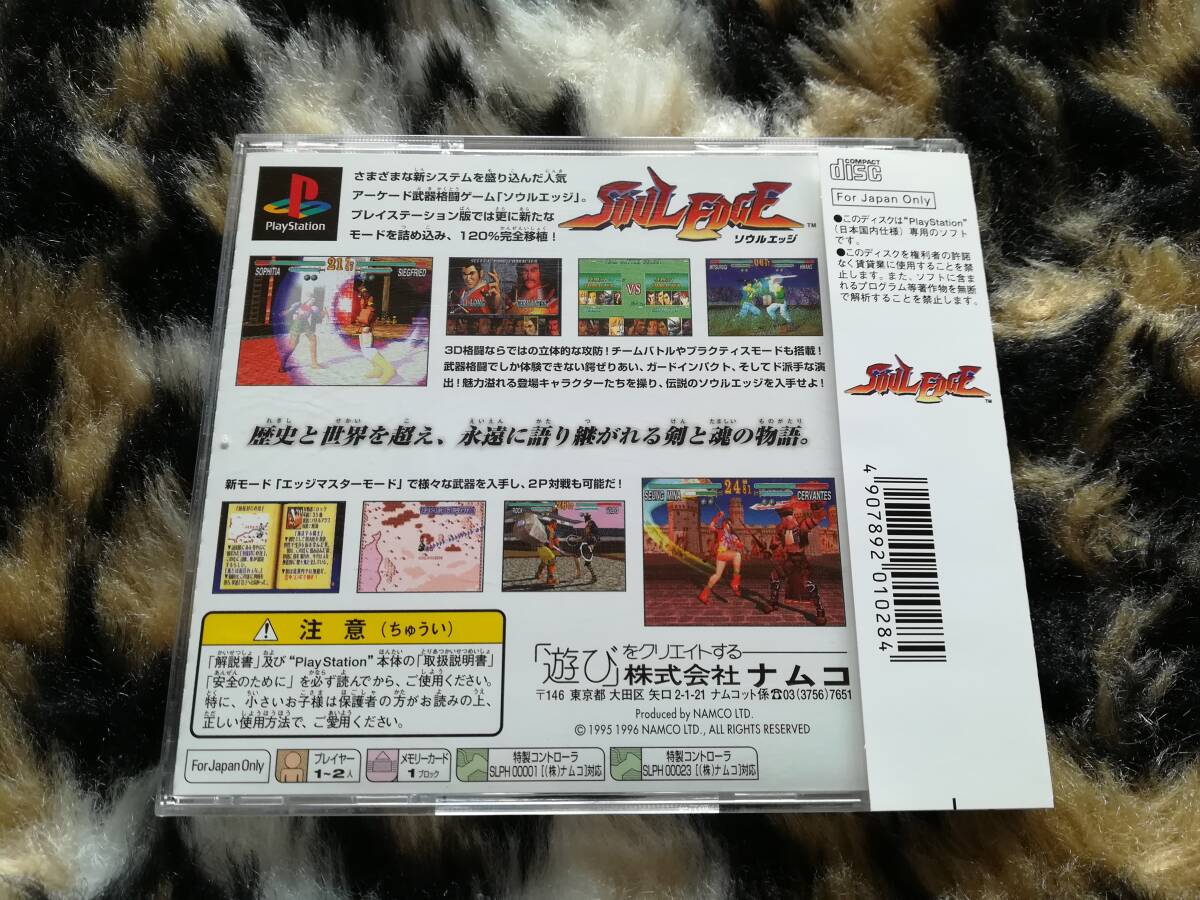 PlayStation
さまざまな新システムを盛り込んだ人気
アーケード武器格闘ゲーム「ソウルエッジ」。
プレイステーション版では更に新たな
モードを詰め込み、120%完全移植!
SOUL EDGE™
ソウルエッジ
SOPHITIA
SIEGFRIED
LI LONG
CERVANTES
VS
MITSURUGI
HWANG
3D格闘ならではの立体的な攻防!チームバトルやプラクティスモードも搭載!
武器格闘でしか体験できない鍔ぜりあい、ガードインパクト、そしてド派手な演
出!魅力溢れる登場キャラクターたちを操り、伝説のソウルエッジを入手せよ!
歴史と世界を超え、永遠に語り継がれる剣と魂の物語。
新モード「エッジマスターモード」で様々な武器を入手し、2P対戦も可能だ!
ROCK
SEUNG MINA
24
CERVANTES
注意(ちゅうい)
「解説書」及び“PlayStation”本体の「取扱説明書」
「安全のために」を必ず読んでから、ご使用ください。
特に、小さいお子様は保護者の方がお読みの上、
正しい使用方法で、ご愛用ください。
「遊び」をクリエイトする
株式会社ナムコ
〒146 東京都 大田区 矢口 2-1-21 ナムコット係☎03(3756)7651
Produced by NAMCO LTD.
© 1995 1996 NAMCO LTD., ALL RIGHTS RESERVED
For Japan Only
プレイヤー
1~2人
メモリーカード
1ブロック
特製コントローラ
SLPH 00001 [(株)ナムコ]対応
特製コントローラ
SLPH 00023 [(株)ナムコ]対応
COMPACT
disc
For Japan Only
●このディスクは“PlayStation”
(日本国内仕様)専用のソフト
です。
●このディスクを権利者の許諾
なく賃貸業に使用することを禁
止します。また、ソフトに含ま
れるプログラム等著作物を無断
で解析することを禁止します。
SOUL EDGE™
4 907892 010284